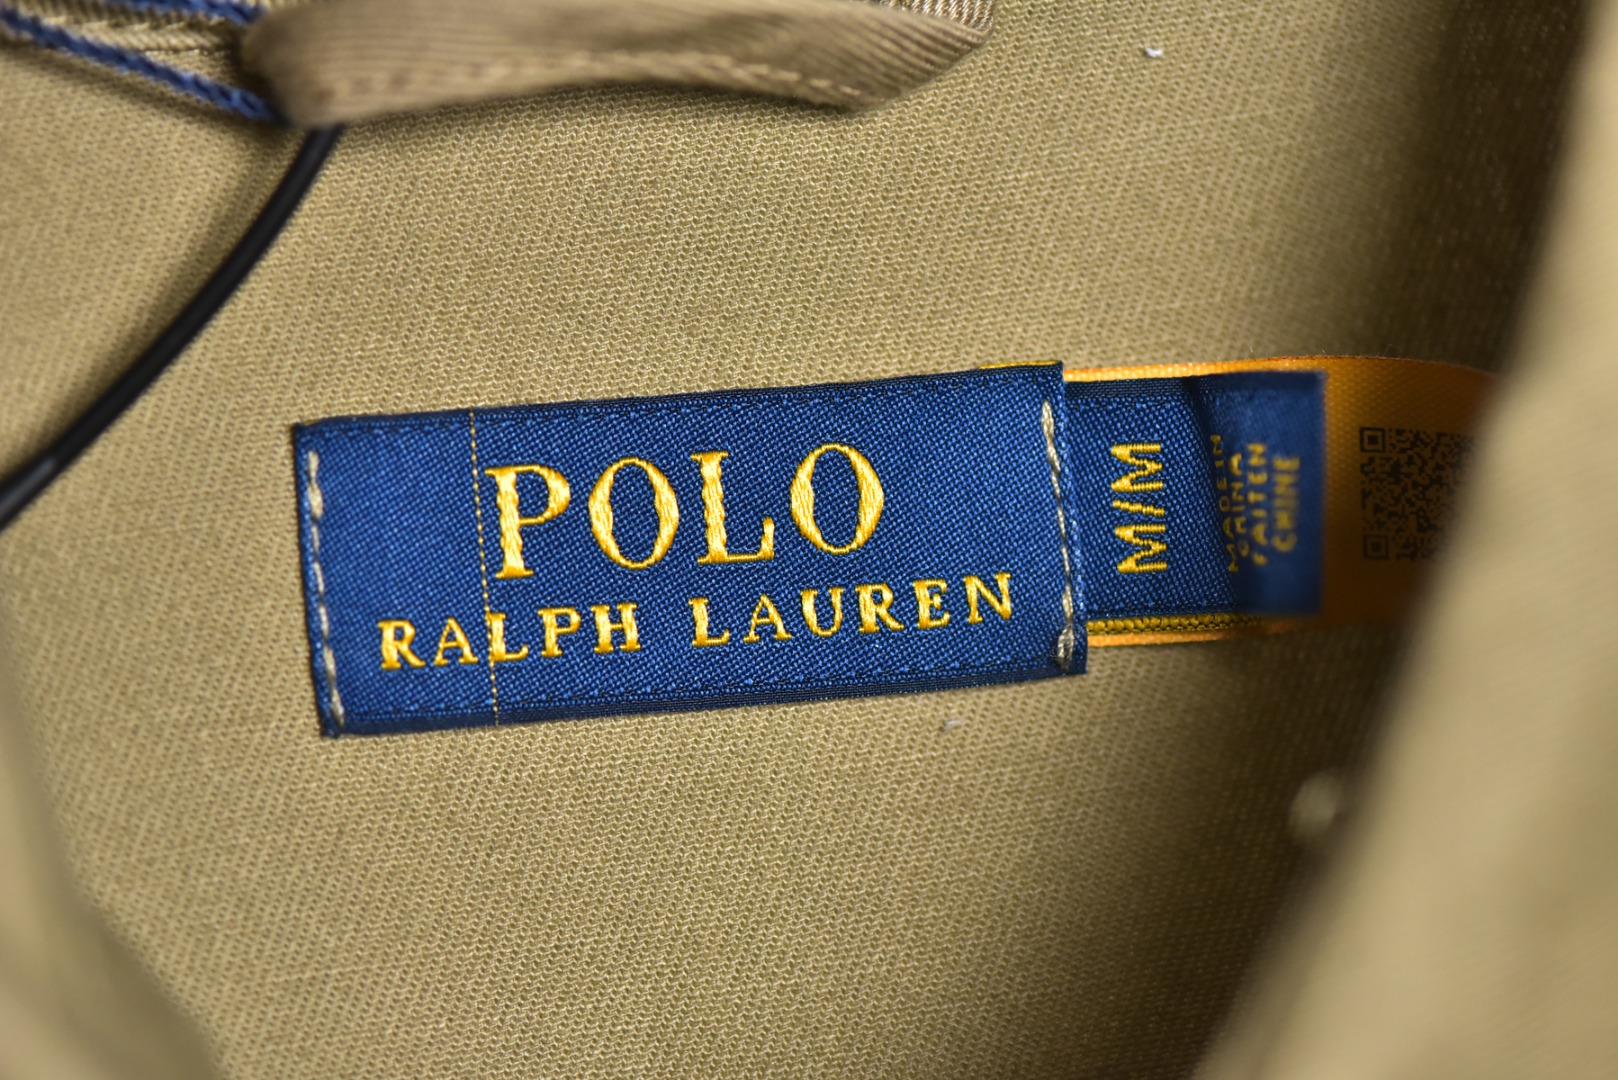 POLO
RALPH LAUREN
M/M
MADE IN
CHINA
FAIT EN
CHINE